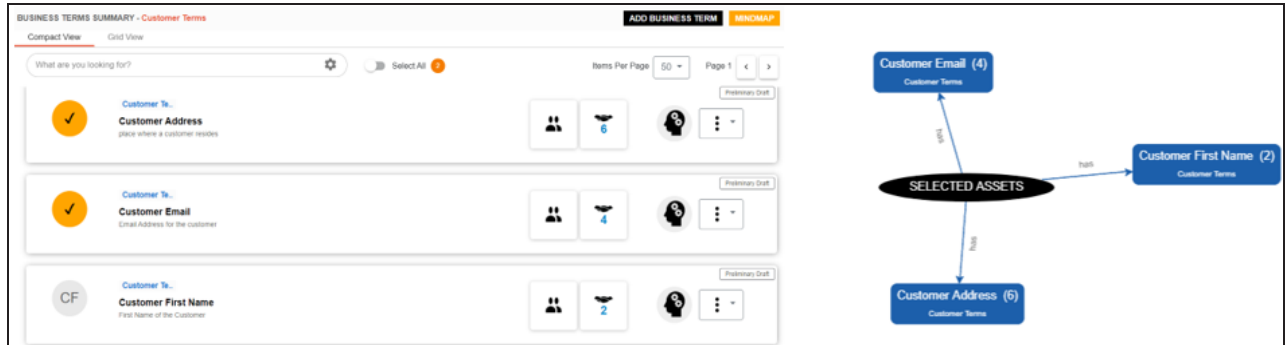 BUSINESS TERMS SUMMARY - Customer Terms
ADD BUSINESS TERM
MINDMAP
Compact View
Grid View
What are you looking for?
Select All 2
Items Per Page 50
Page 1 < >
Preliminary Draft
Customer Te..
Customer Address
place where a customer resides
6
Preliminary Draft
Customer Te..
Customer Email
Email Address for the customer
4
Preliminary Draft
CF
Customer Te..
Customer First Name
First Name of the Customer
2
Customer Email (4)
Customer Terms
has
has
Customer First Name (2)
Customer Terms
SELECTED ASSETS
has
Customer Address (6)
Customer Terms